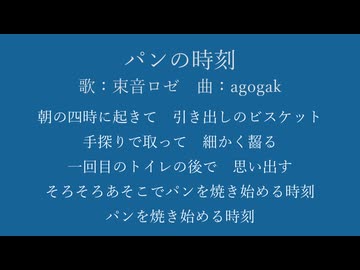 パンの時刻
歌：束音ロゼ　曲：agogak
朝の四時に起きて　引き出しのビスケット
手探りで取って　細かく齧る
一回目のトイレの後で　思い出す
そろそろあそこでパンを焼き始める時刻
パンを焼き始める時刻